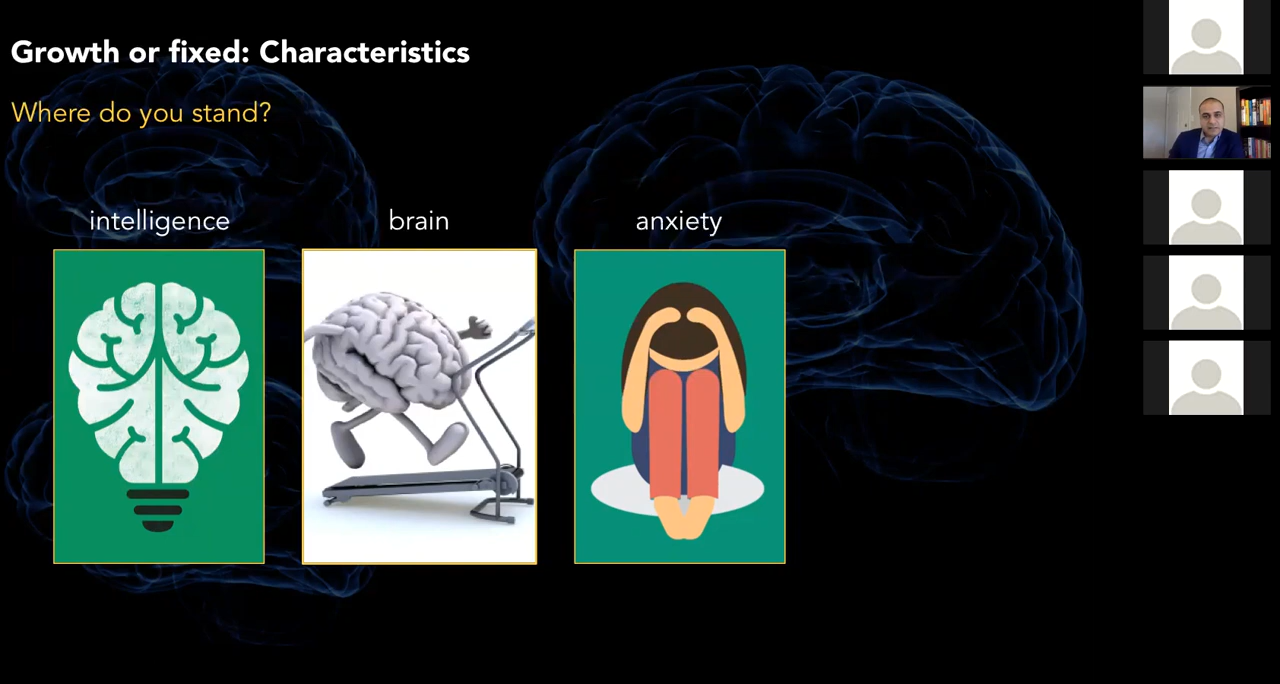 Growth or fixed: Characteristics
Where do you stand?
intelligence
brain
anxiety